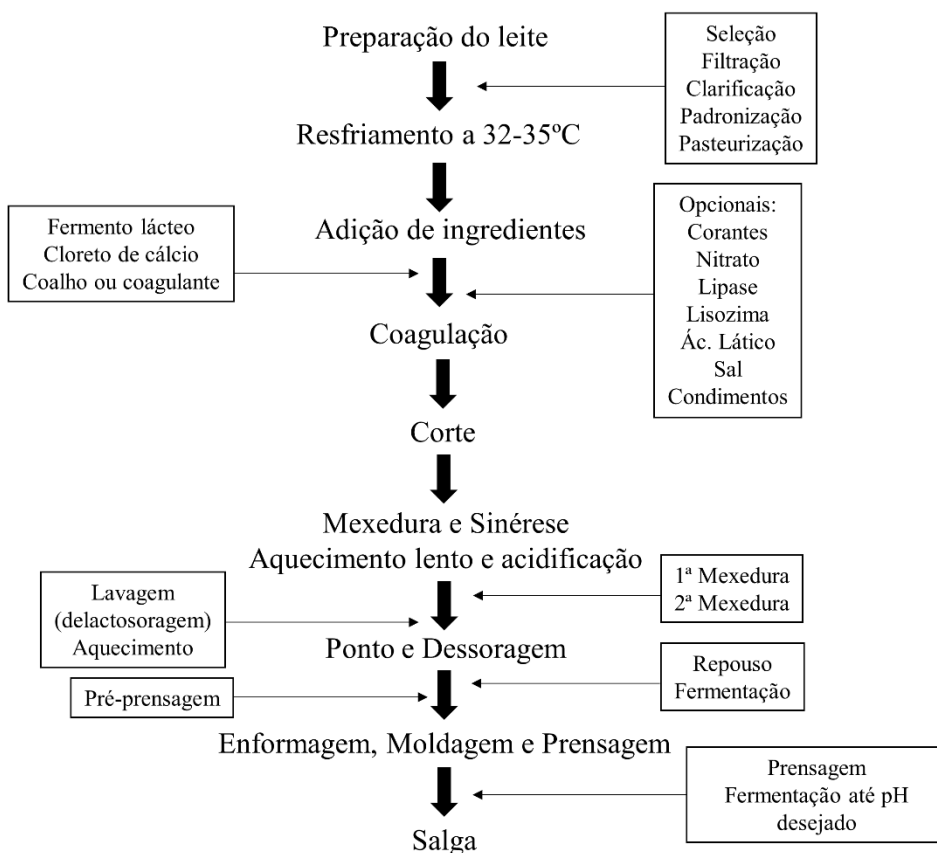 Preparação do leite
Seleção
Filtração
Clarificação
Padronização
Pasteurização
Resfriamento a 32-35ºC
Adição de ingredientes
Fermento lácteo
Cloreto de cálcio
Coalho ou coagulante
Opcionais:
Corantes
Nitrato
Lipase
Lisozima
Ác. Lático
Sal
Condimentos
Coagulação
Corte
Mexedura e Sinérese
Aquecimento lento e acidificação
1ª Mexedura
2ª Mexedura
Lavagem
(delactosoragem)
Aquecimento
Ponto e Dessoragem
Repouso
Fermentação
Pré-prensagem
Enformagem, Moldagem e Prensagem
Prensagem
Fermentação até pH
desejado
Salga